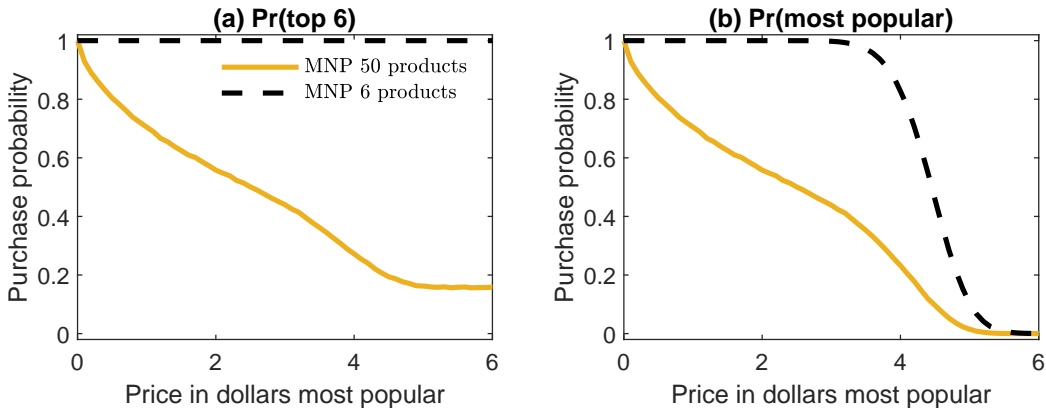 (a) Pr(top 6)
1
0.8
0.6
0.4
0.2
0
Purchase probability
MNP 50 products
MNP 6 products
0 2 4 6
Price in dollars most popular
(b) Pr(most popular)
1
0.8
0.6
0.4
0.2
0
Purchase probability
0 2 4 6
Price in dollars most popular